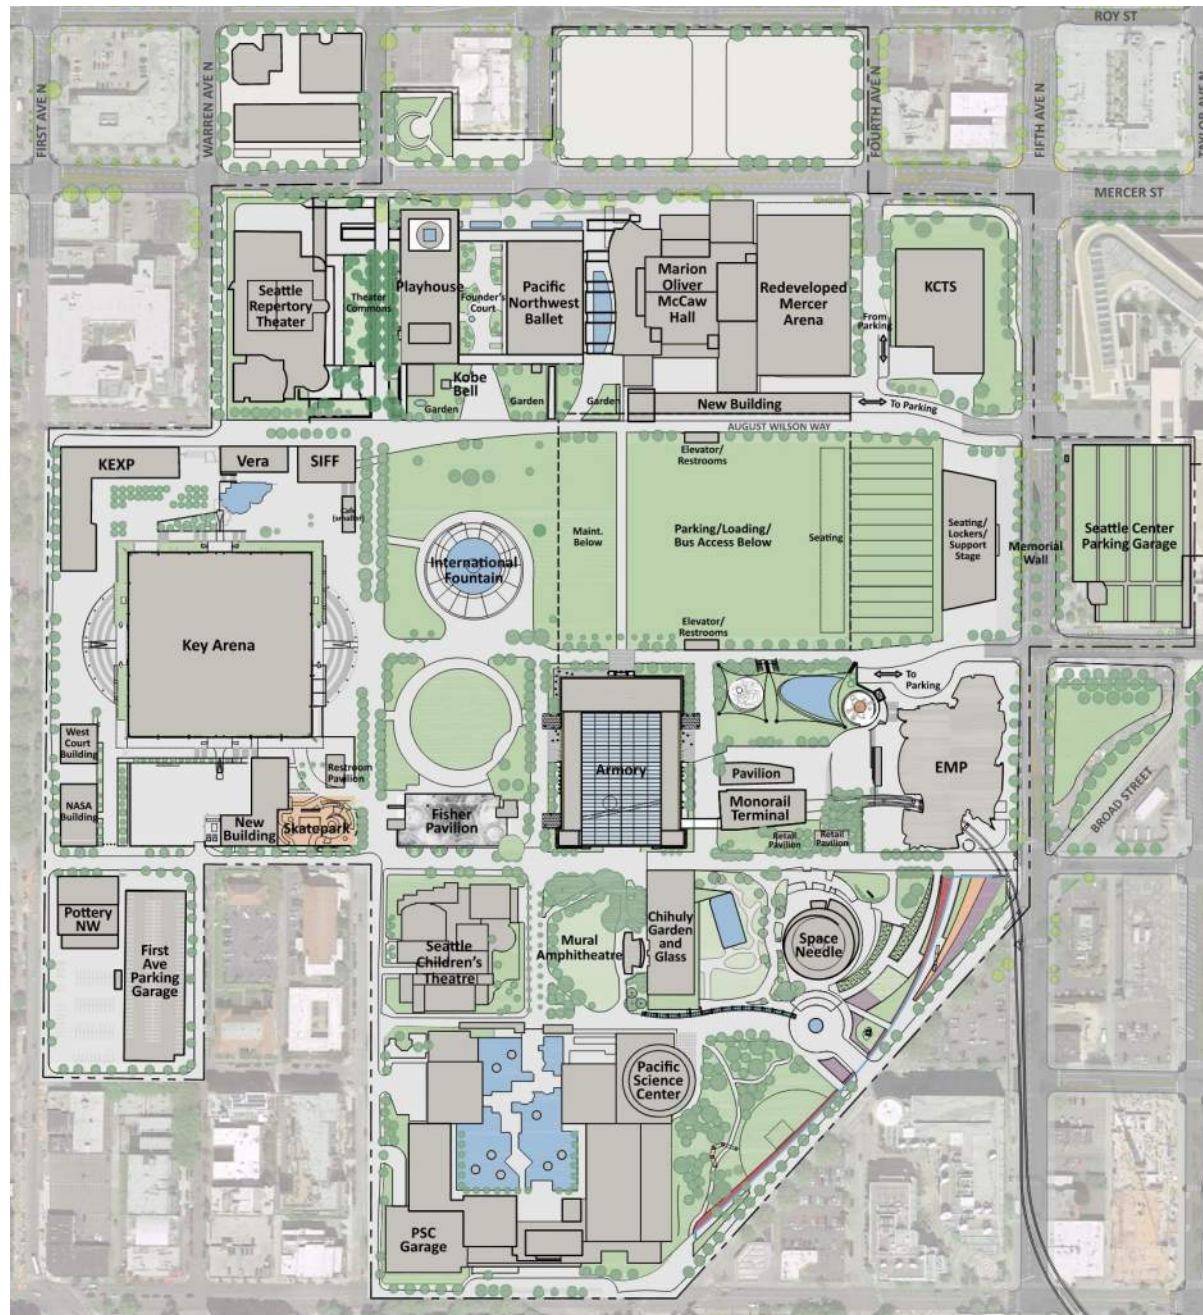 ROY ST
FIRST AVE N
WARREN AVE N
FOURTH AVE N
FIFTH AVE N
MERCER ST
Seattle
Repertory
Theater
Theater
Commons
Playhouse
Founder's
Court
Pacific
Northwest
Ballet
Marion
Oliver
McCaw
Hall
Redeveloped
Mercer
Arena
KCTS
From
Parking
Kobe
Bell
Garden
Garden
Garden
New Building
To Parking
AUGUST WILSON WAY
KEXP
Vera
SIFF
Cafe
(smaller)
Elevator/
Restrooms
International
Fountain
Maint.
Below
Parking/Loading/
Bus Access Below
Seating
Seating/
Lockers/
Support
Stage
Memorial
Wall
Seattle Center
Parking Garage
Key Arena
Elevator/
Restrooms
To
Parking
West
Court
Building
Restroom
Pavilion
NASA
Building
New
Building
Skatepark
Fisher
Pavilion
Armory
Pavilion
Monorail
Terminal
Retail
Pavilion
Retail
Pavilion
EMP
BROAD STREET
Pottery
NW
First
Ave
Parking
Garage
Seattle
Children's
Theatre
Mural
Amphitheatre
Chihuly
Garden
and
Glass
Space
Needle
Pacific
Science
Center
PSC
Garage